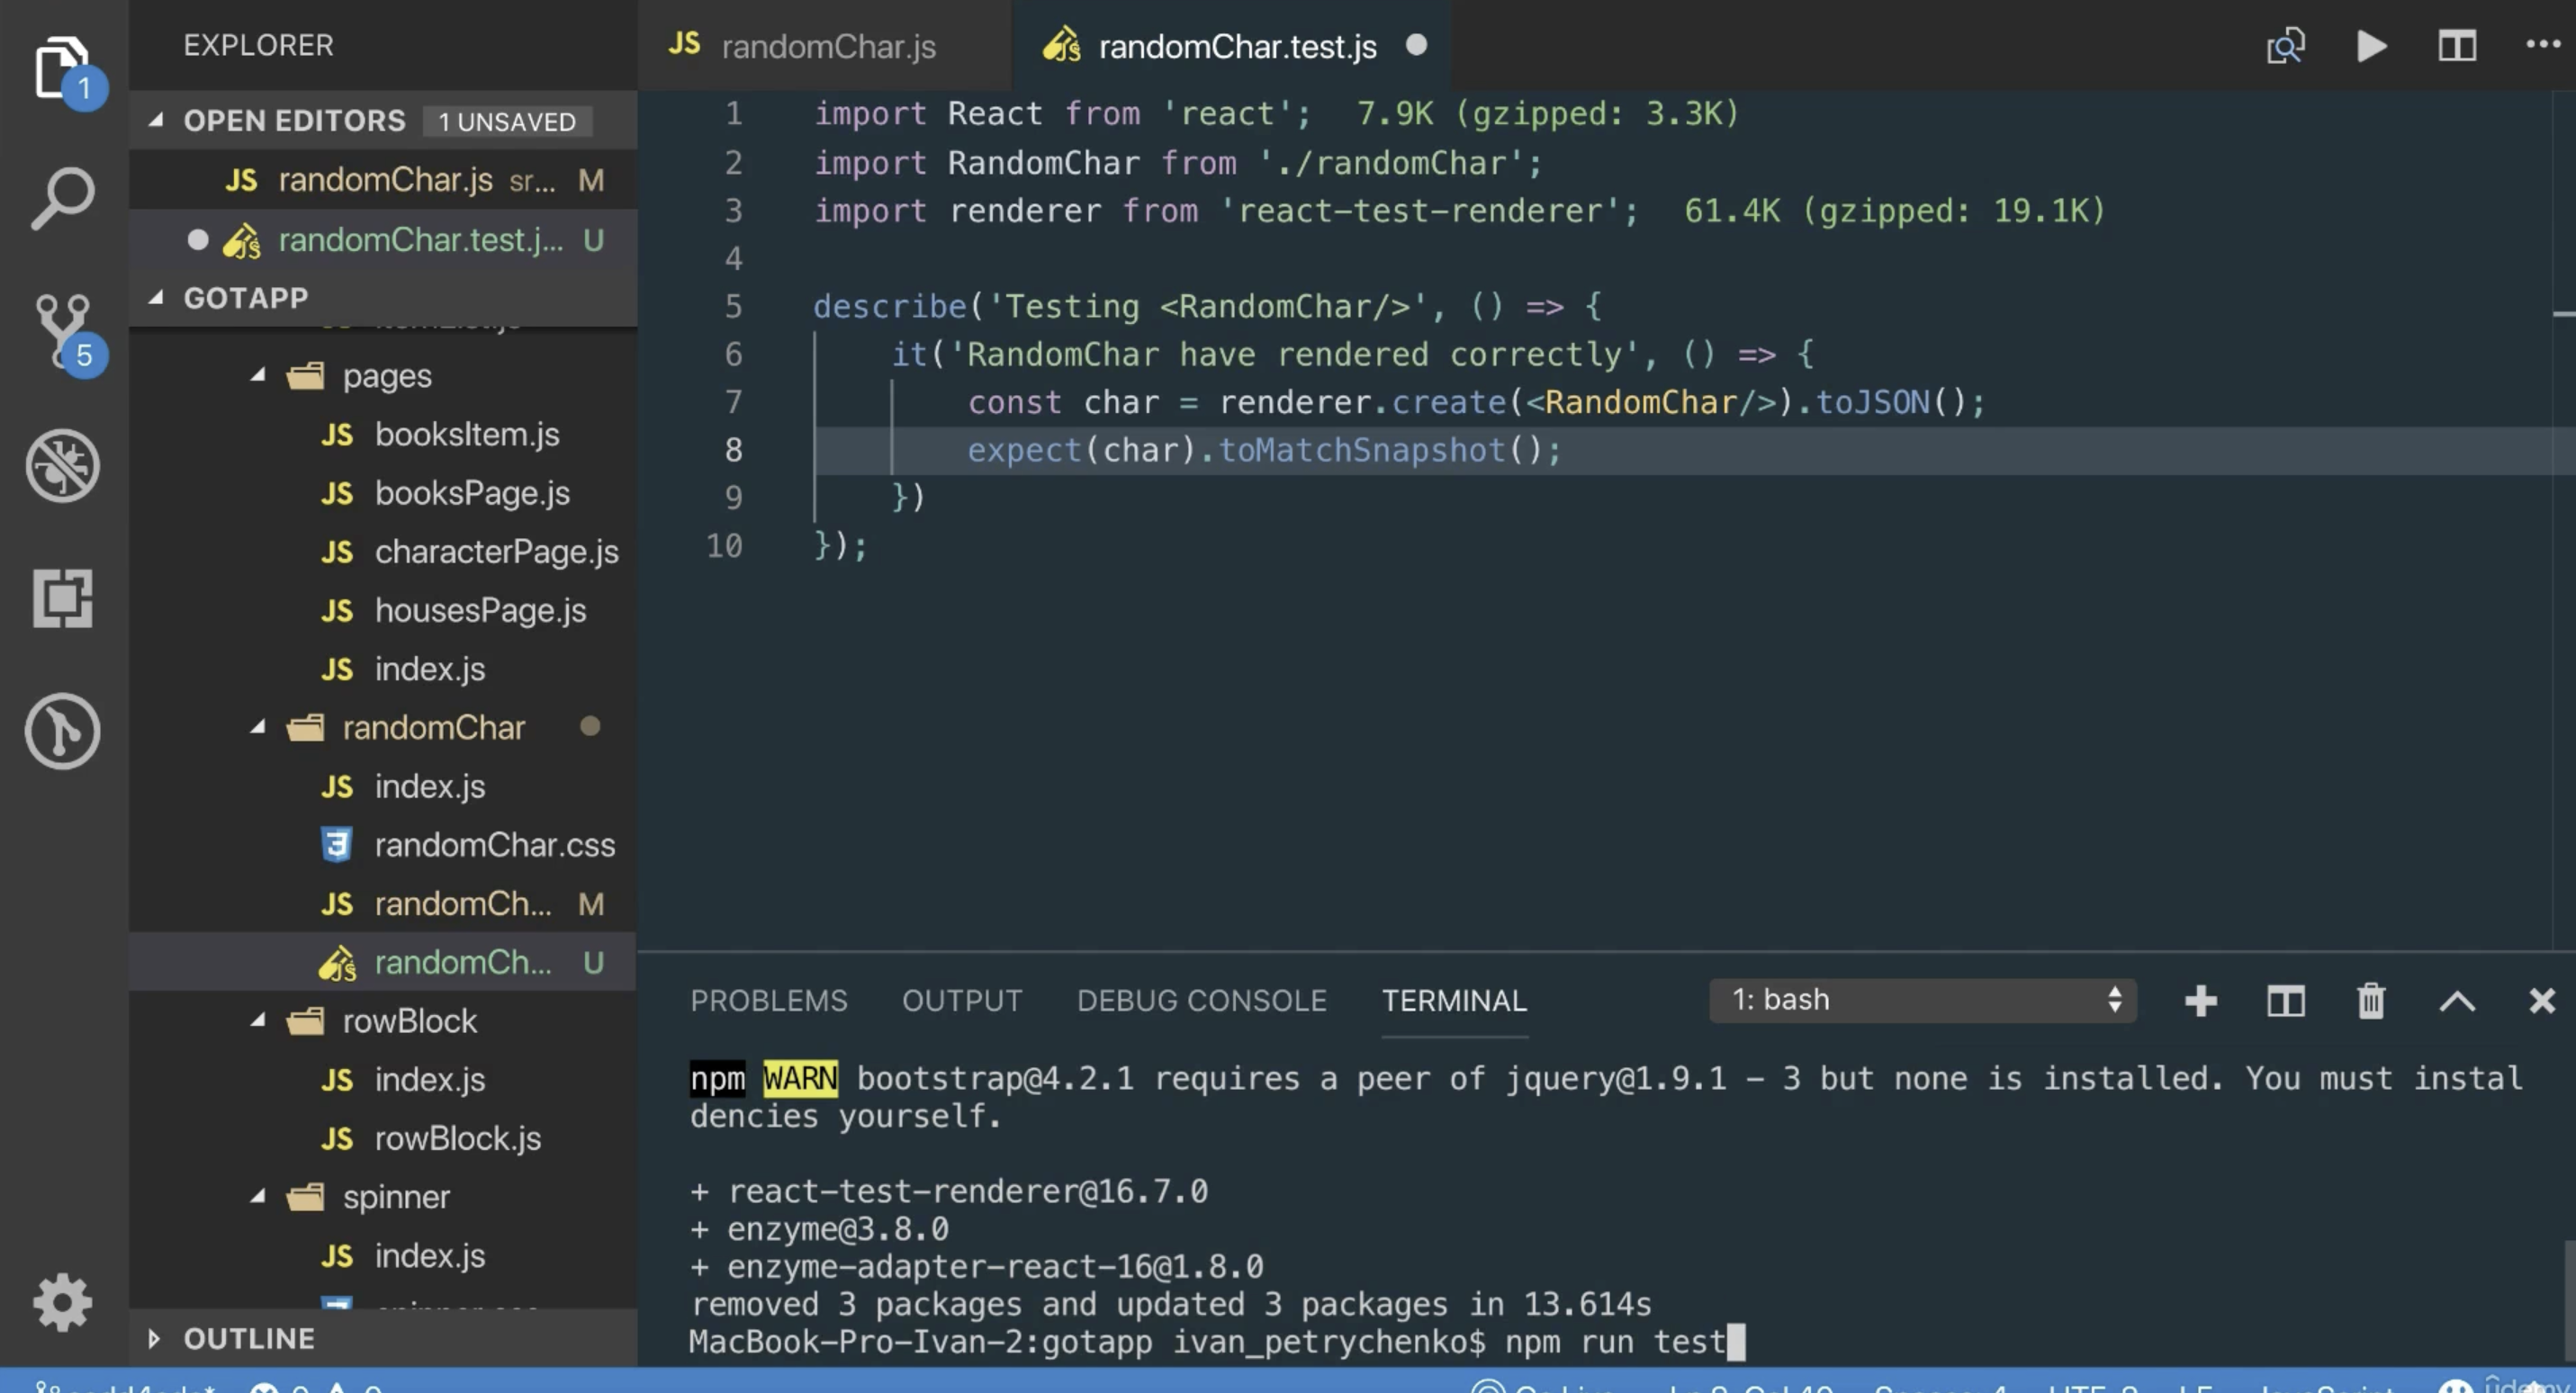 EXPLORER
OPEN EDITORS 1 UNSAVED
JS randomChar.js sr... M
randomChar.test.j... U
GOTAPP
pages
JS booksItem.js
JS booksPage.js
JS characterPage.js
JS housesPage.js
JS index.js
randomChar
JS index.js
randomChar.css
JS randomCh... M
randomCh... U
rowBlock
JS index.js
JS rowBlock.js
spinner
JS index.js
OUTLINE
1
5
JS randomChar.js
randomChar.test.js
1 import React from 'react'; 7.9K (gzipped: 3.3K)
2 import RandomChar from './randomChar';
3 import renderer from 'react-test-renderer'; 61.4K (gzipped: 19.1K)
4
5 describe('Testing <RandomChar/>', () => {
6 it('RandomChar have rendered correctly', () => {
7 const char = renderer.create(<RandomChar/>).toJSON();
8 expect(char).toMatchSnapshot();
9 })
10 });
PROBLEMS OUTPUT DEBUG CONSOLE TERMINAL 1: bash
npm WARN bootstrap@4.2.1 requires a peer of jquery@1.9.1 - 3 but none is installed. You must instal
dencies yourself.
+ react-test-renderer@16.7.0
+ enzyme@3.8.0
+ enzyme-adapter-react-16@1.8.0
removed 3 packages and updated 3 packages in 13.614s
MacBook-Pro-Ivan-2:gotapp ivan_petrychenko$ npm run test